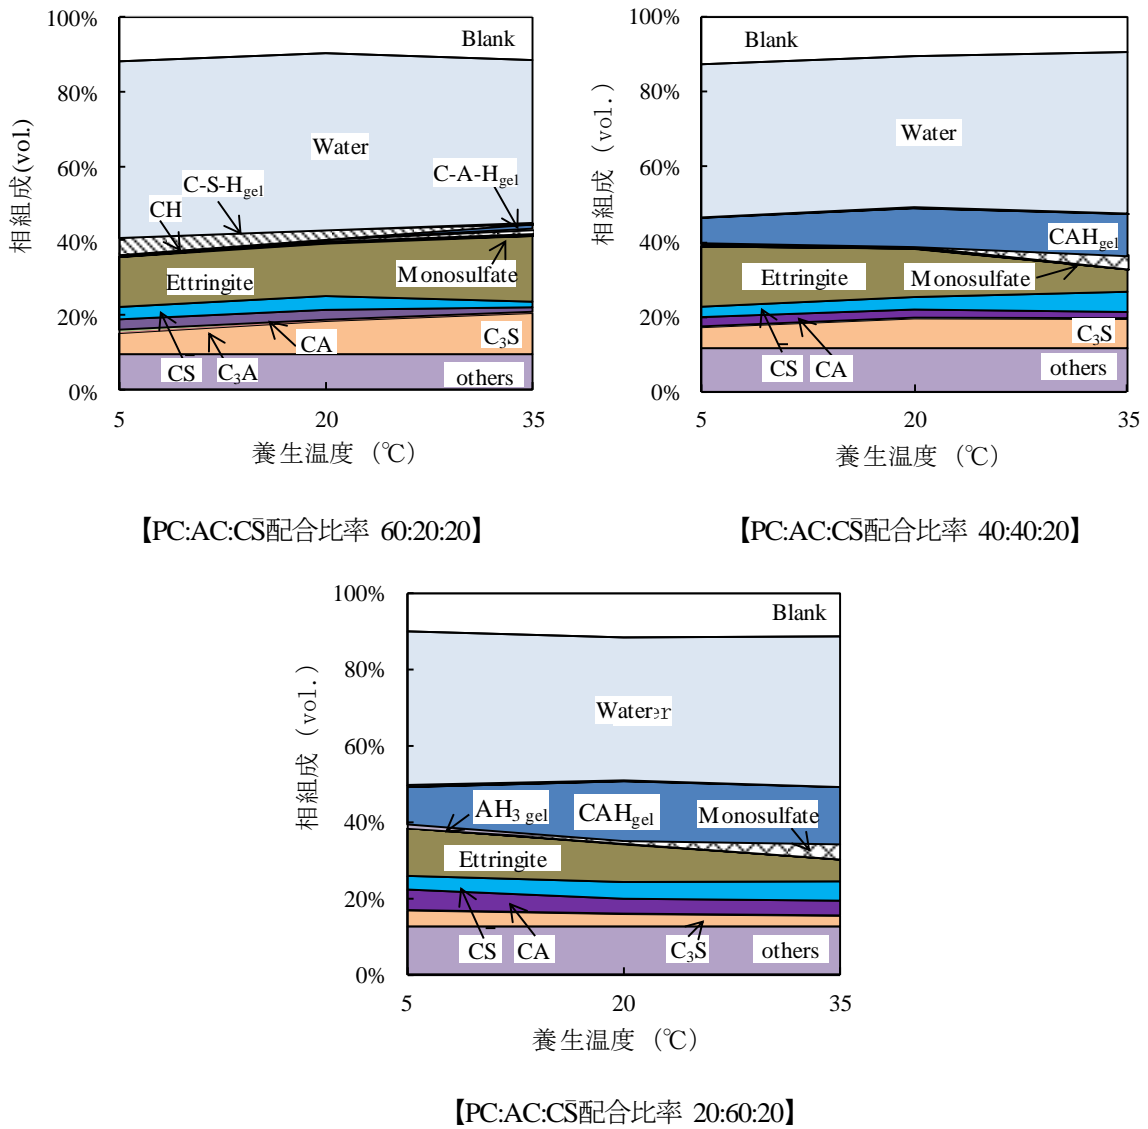 100%
80%
60%
40%
20%
0%
相組成(vol.)
Blank
Water
C-A-Hgel
C-S-Hgel
CH
Monosulfate
Ettringite
CA
C3S
CS̄
C3A
others
5
20
35
養生温度（℃）
【PC:AC:CS̄配合比率 60:20:20】
100%
80%
60%
40%
20%
0%
相組成（vol.）
Blank
Water
CAHgel
Ettringite
Monosulfate
C3S
CS̄
CA
others
5
20
35
養生温度（℃）
【PC:AC:CS̄配合比率 40:40:20】
100%
80%
60%
40%
20%
0%
相組成（vol.）
Blank
Water
AH3 gel
CAHgel
Monosulfate
Ettringite
CS̄
CA
C3S
others
5
20
35
養生温度（℃）
【PC:AC:CS̄配合比率 20:60:20】